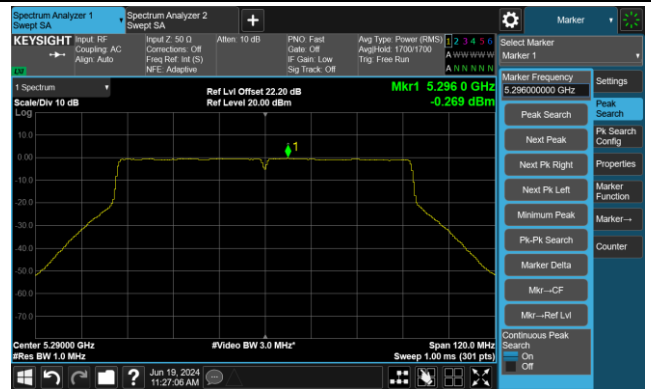 Spectrum Analyzer 1
Swept SA
Spectrum Analyzer 2
Swept SA
+
Marker
KEYSIGHT
Input: RF
Coupling: AC
Align: Auto
Input Z: 50 Ω
Corrections: Off
Freq Ref: Int (S)
NFE: Adaptive
Atten: 10 dB
PNO: Fast
Gate: Off
IF Gain: Low
Sig Track: Off
Avg Type: Power (RMS)
Avg|Hold: 1700/1700
Trig: Free Run
1 2 3 4 5 6
A W W W W W
A N N N N N
Select Marker
Marker 1
1 Spectrum
Scale/Div 10 dB
Log
Ref Lvl Offset 22.20 dB
Ref Level 20.00 dBm
Mkr1 5.296 0 GHz
-0.269 dBm
10.0
0.00
-10.0
-20.0
-30.0
-40.0
-50.0
-60.0
-70.0
1
Center 5.29000 GHz
#Res BW 1.0 MHz
#Video BW 3.0 MHz*
Span 120.0 MHz
Sweep 1.00 ms (301 pts)
Marker Frequency
5.296000000 GHz
Peak Search
Next Peak
Next Pk Right
Next Pk Left
Minimum Peak
Pk-Pk Search
Marker Delta
Mkr→CF
Mkr→Ref Lvl
Continuous Peak
Search
On
Off
Settings
Peak
Search
Pk Search
Config
Properties
Marker
Function
Marker→
Counter
?
Jun 19, 2024
11:27:06 AM